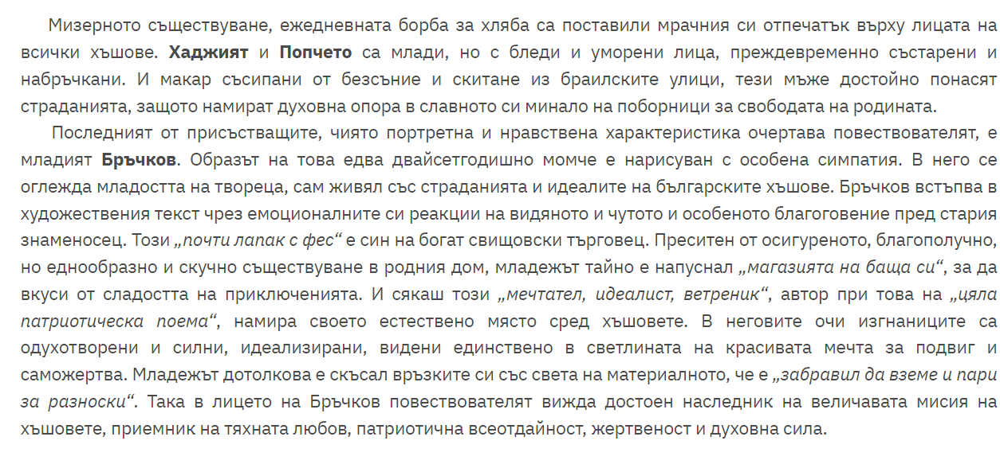 Мизерното съществуване, ежедневната борба за хляба са поставили мрачния си отпечатък върху лицата на
всички хъшове. Хаджият и Попчето са млади, но с бледи и уморени лица, преждевременно състарени и
набръчкани. И макар съсипани от безсъние и скитане из браилските улици, тези мъже достойно понасят
страданията, защото намират духовна опора в славното си минало на поборници за свободата на родината.
Последният от присъстващите, чиято портретна и нравствена характеристика очертава повествователят, е
младият Бръчков. Образът на това едва двайсетгодишно момче е нарисуван с особена симпатия. В него се
оглежда младостта на твореца, сам живял със страданията и идеалите на българските хъшове. Бръчков встъпва в
художествения текст чрез емоционалните си реакции на видяното и чутото и особеното благоговение пред стария
знаменосец. Този „почти лапак с фес“ е син на богат свищовски търговец. Преситен от осигуреното, благополучно,
но еднообразно и скучно съществуване в родния дом, младежът тайно е напуснал „магазията на баща си“, за да
вкуси от сладостта на приключенията. И сякаш този „мечтател, идеалист, ветреник“, автор при това на „цяла
патриотическа поема“, намира своето естествено място сред хъшовете. В неговите очи изгнаниците са
одухотворени и силни, идеализирани, видени единствено в светлината на красивата мечта за подвиг и
саможертва. Младежът дотолкова е скъсал връзките си със света на материалното, че е „забравил да вземе и пари
за разноски“. Така в лицето на Бръчков повествователят вижда достоен наследник на величавата мисия на
хъшовете, приемник на тяхната любов, патриотична всеотдайност, жертвеност и духовна сила.